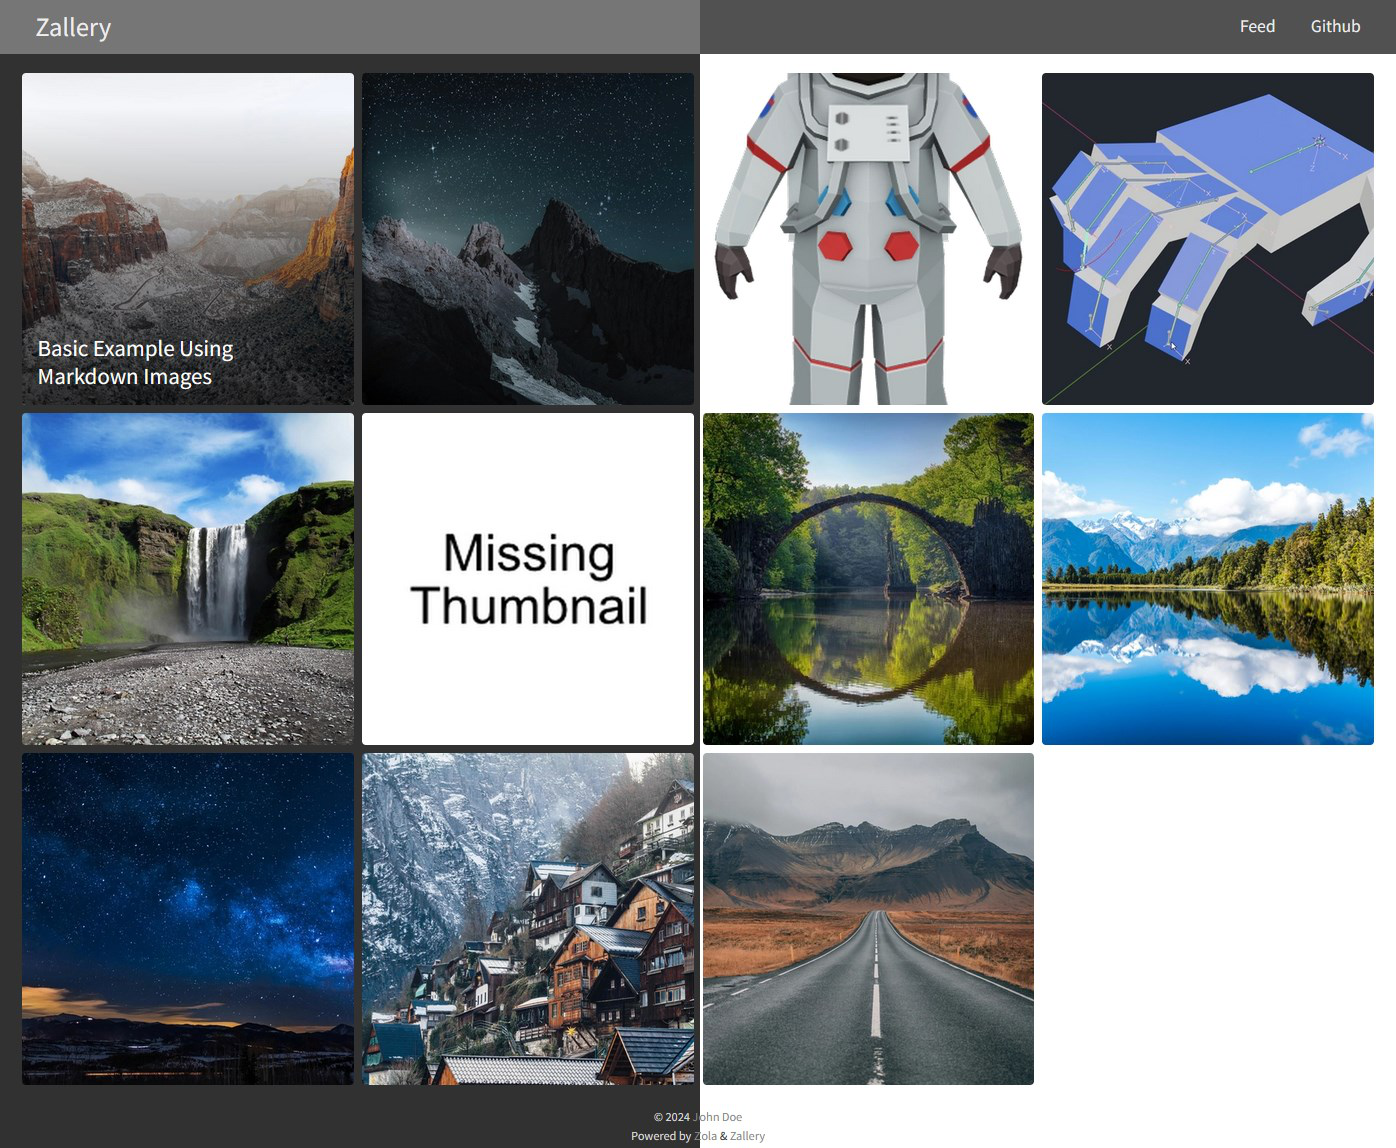 Zallery
Feed
Github
Basic Example Using
Markdown Images
Missing
Thumbnail
© 2024 John Doe
Powered by Zola & Zallery